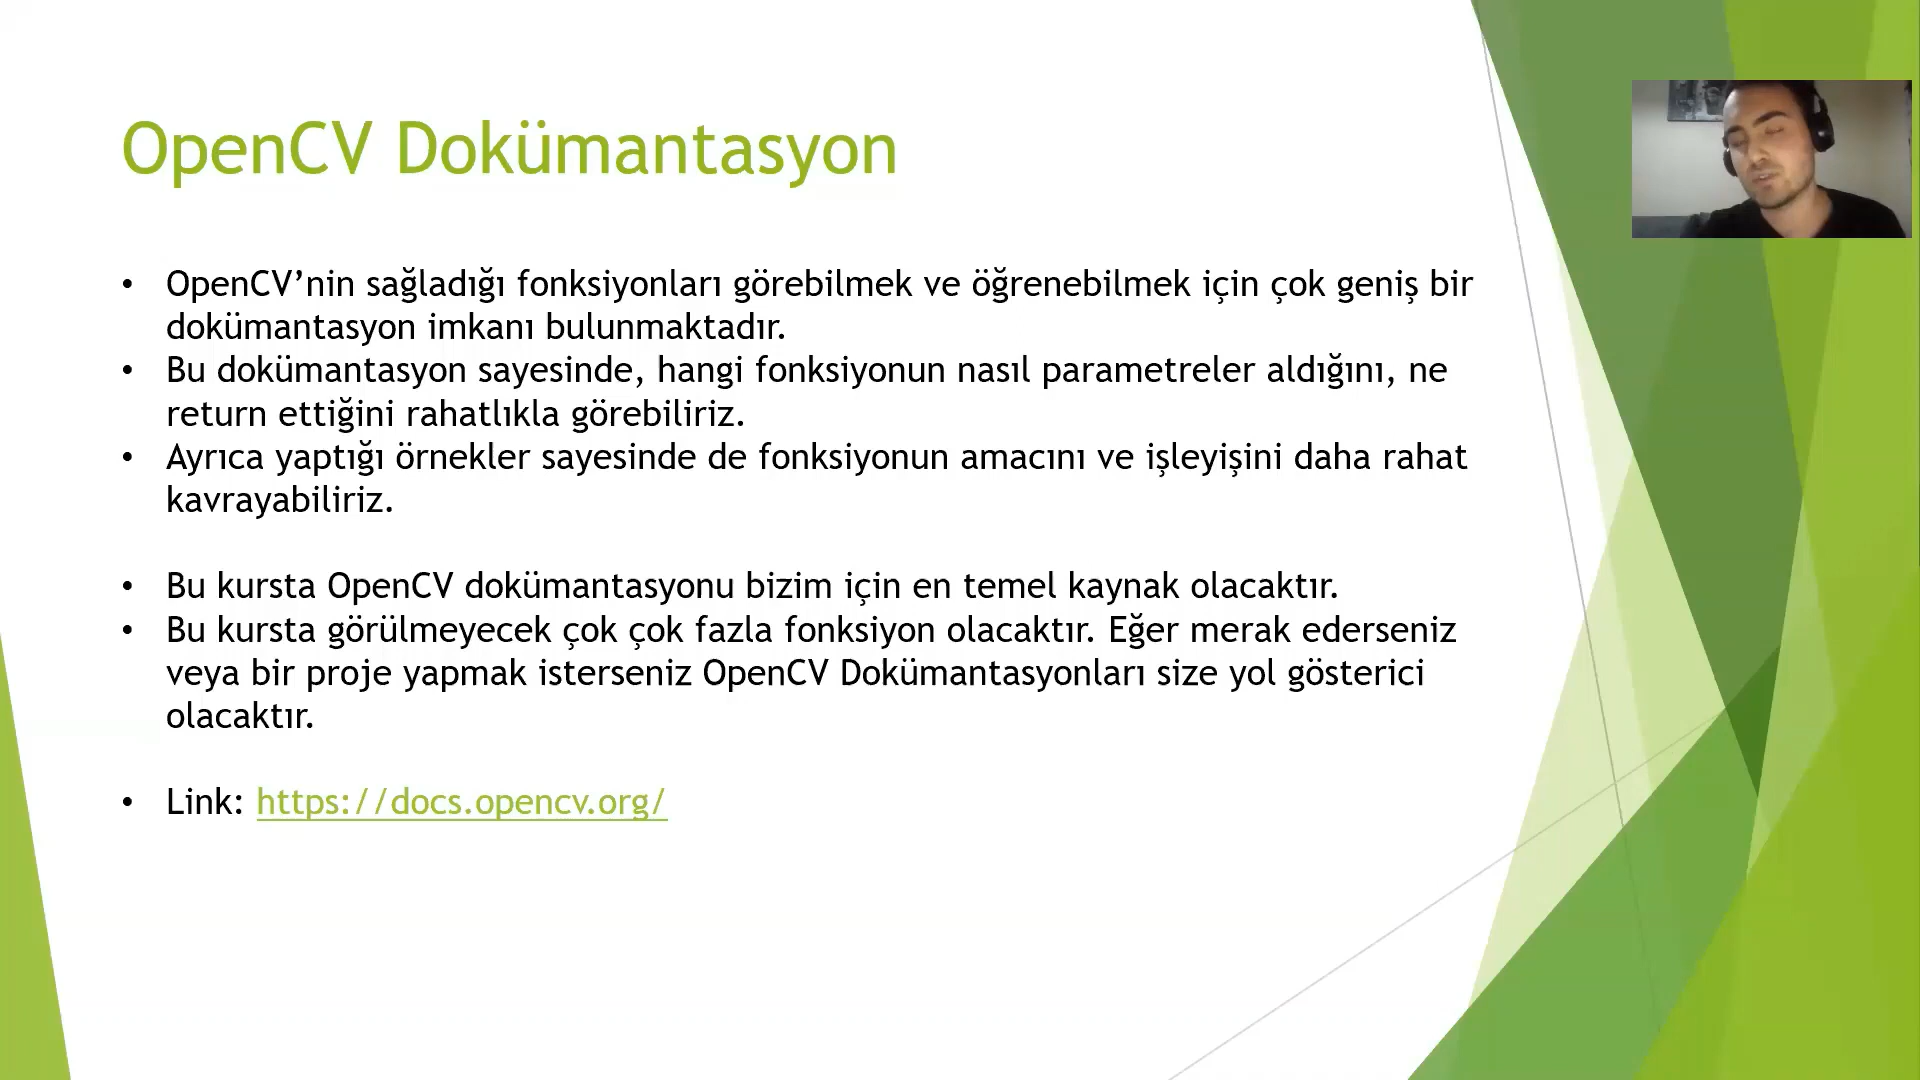 OpenCV Dokümantasyon
• OpenCV’nin sağladığı fonksiyonları görebilmek ve öğrenebilmek için çok geniş bir
dokümantasyon imkanı bulunmaktadır.
• Bu dokümantasyon sayesinde, hangi fonksiyonun nasıl parametreler aldığını, ne
return ettiğini rahatlıkla görebiliriz.
• Ayrıca yaptığı örnekler sayesinde de fonksiyonun amacını ve işleyişini daha rahat
kavrayabiliriz.
• Bu kursta OpenCV dokümantasyonu bizim için en temel kaynak olacaktır.
• Bu kursta görülmeyecek çok çok fazla fonksiyon olacaktır. Eğer merak ederseniz
veya bir proje yapmak isterseniz OpenCV Dokümantasyonları size yol gösterici
olacaktır.
• Link: https://docs.opencv.org/